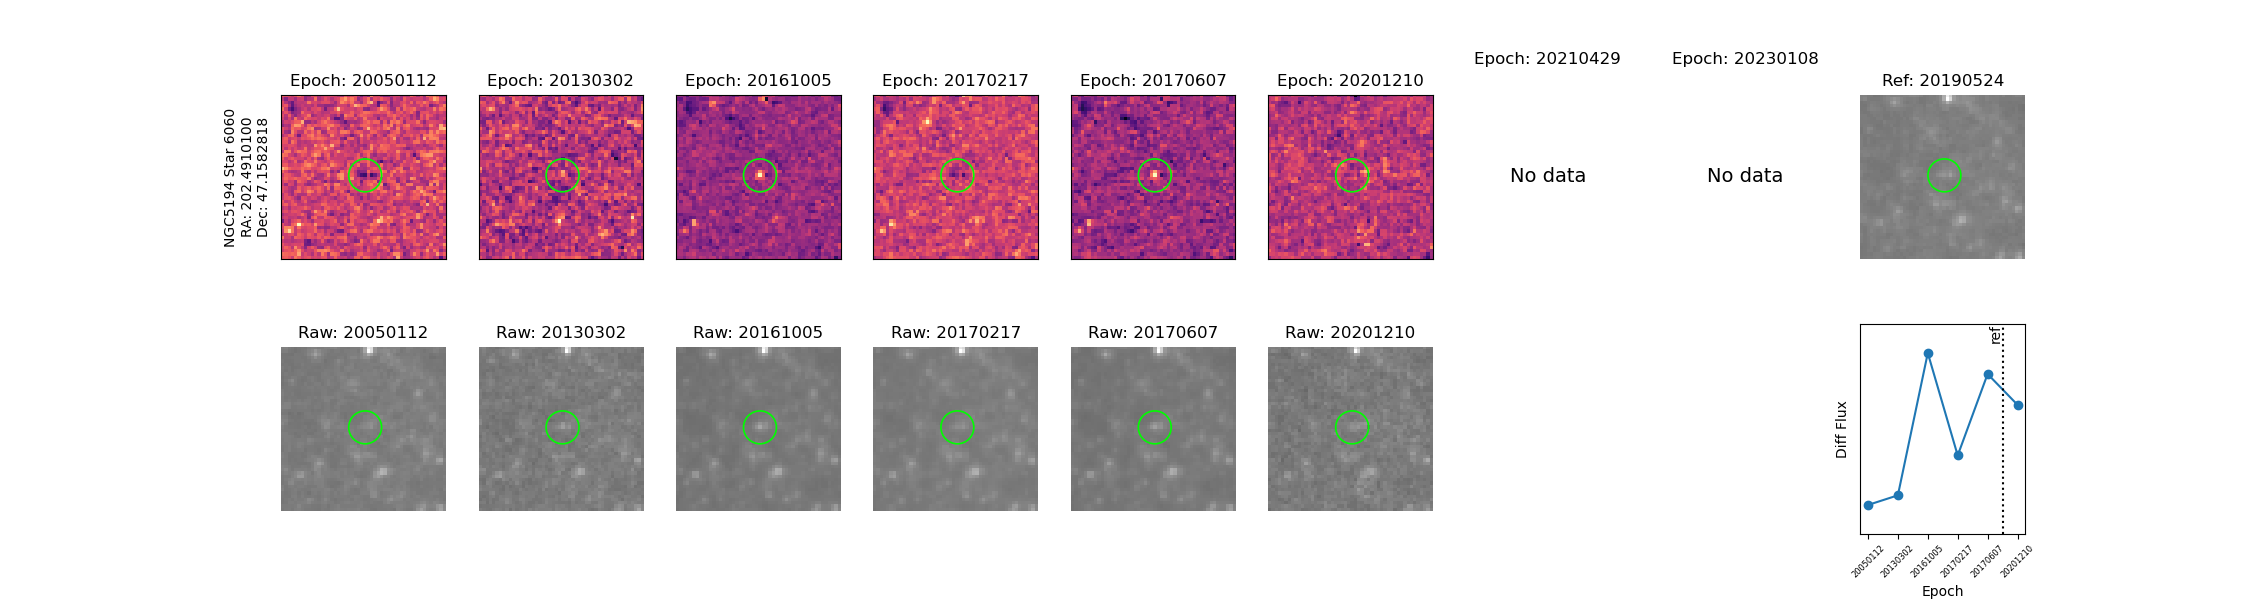 NGC5194 Star 6060
RA: 202.4910100
Dec: 47.1582818
Epoch: 20050112
Epoch: 20130302
Epoch: 20161005
Epoch: 20170217
Epoch: 20170607
Epoch: 20201210
Epoch: 20210429
Epoch: 20230108
Ref: 20190524
No data
No data
Raw: 20050112
Raw: 20130302
Raw: 20161005
Raw: 20170217
Raw: 20170607
Raw: 20201210
ref
Diff Flux
20050112
20130302
20161005
20170217
20170607
20201210
Epoch